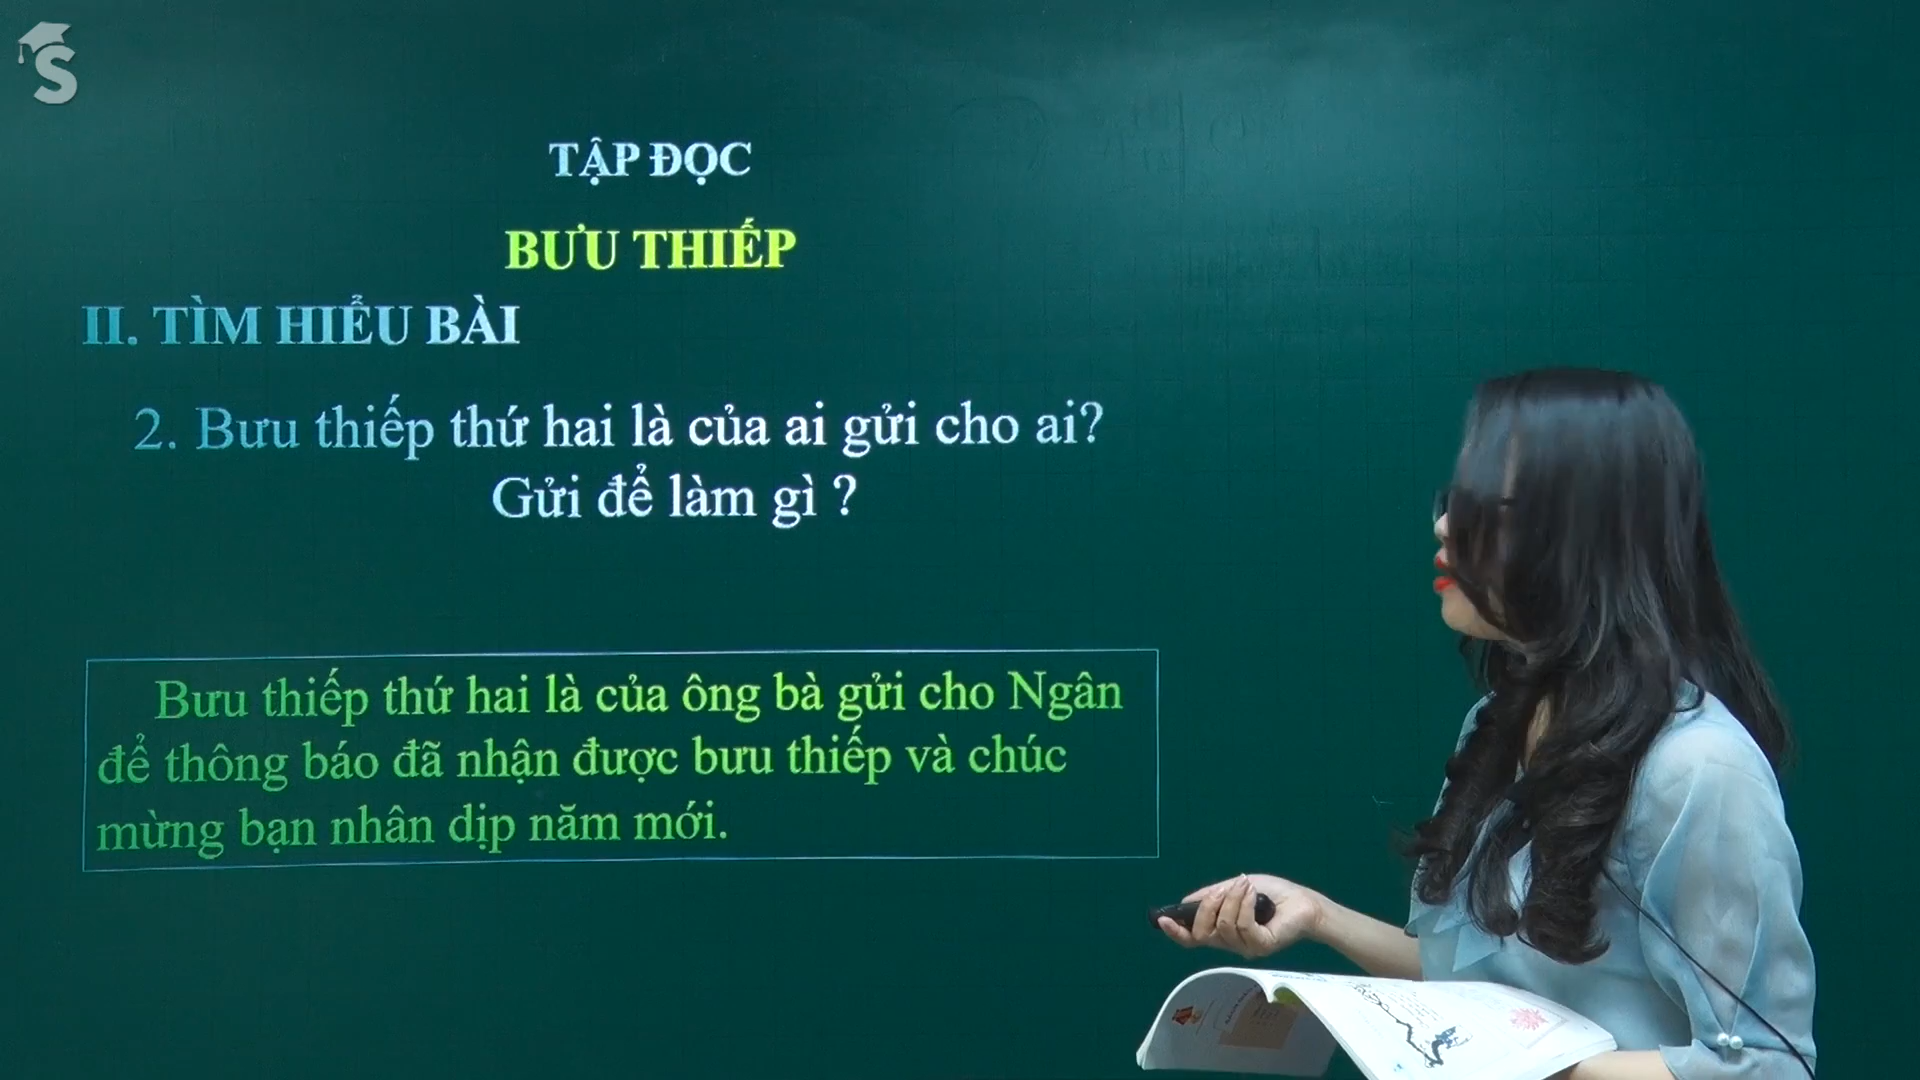 S
TẬP ĐỌC
BƯU THIẾP
II. TÌM HIỂU BÀI
2. Bưu thiếp thứ hai là của ai gửi cho ai?
Gửi để làm gì ?
Bưu thiếp thứ hai là của ông bà gửi cho Ngân
để thông báo đã nhận được bưu thiếp và chúc
mừng bạn nhân dịp năm mới.